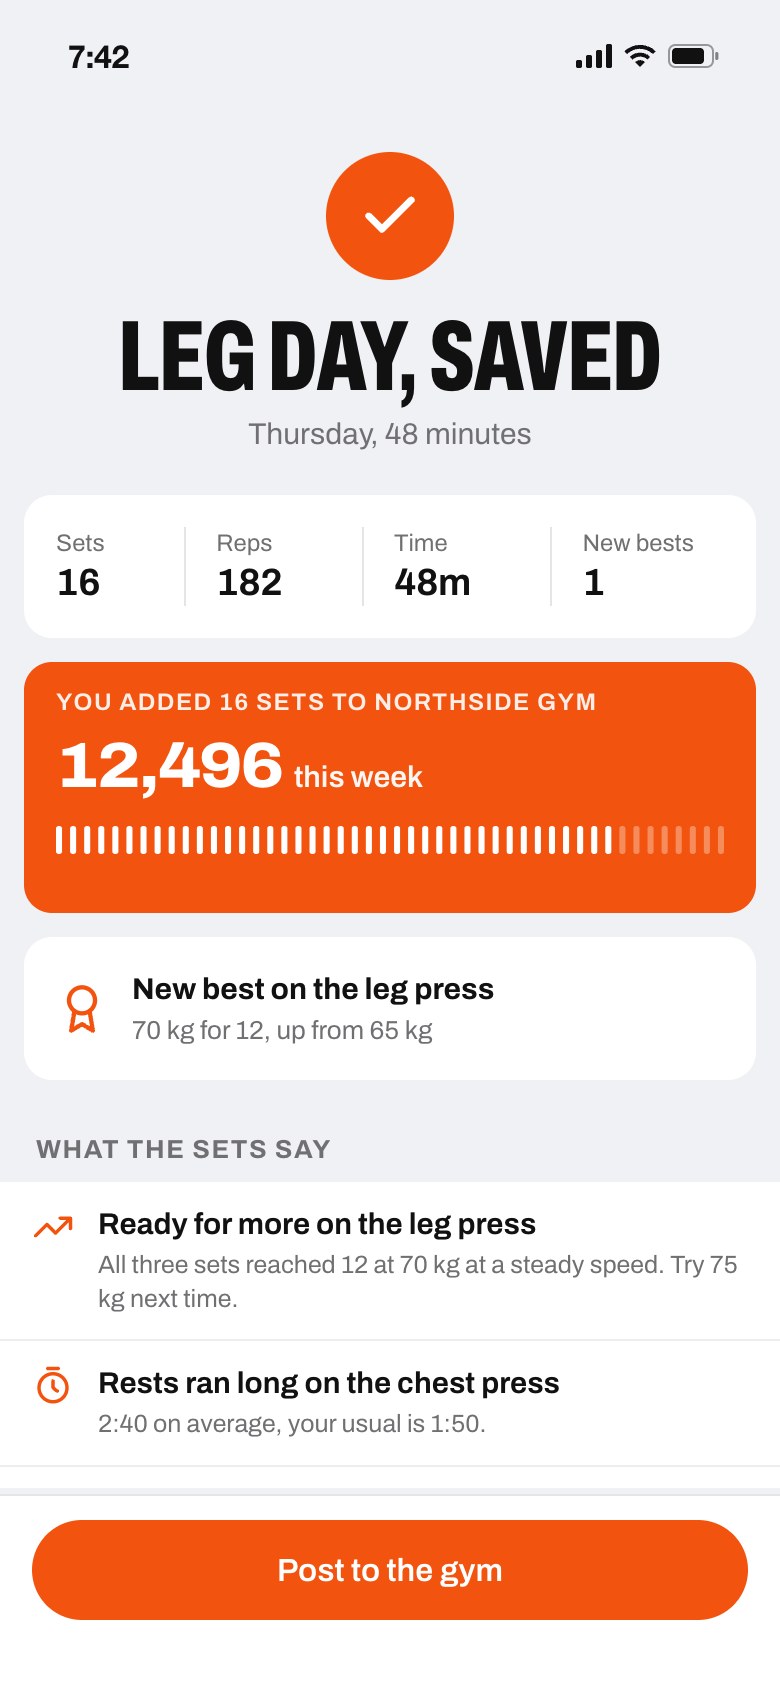 7:42
LEG DAY, SAVED
Thursday, 48 minutes
Sets
16
Reps
182
Time
48m
New bests
1
YOU ADDED 16 SETS TO NORTHSIDE GYM
12,496 this week
New best on the leg press
70 kg for 12, up from 65 kg
WHAT THE SETS SAY
Ready for more on the leg press
All three sets reached 12 at 70 kg at a steady speed. Try 75
kg next time.
Rests ran long on the chest press
2:40 on average, your usual is 1:50.
Post to the gym